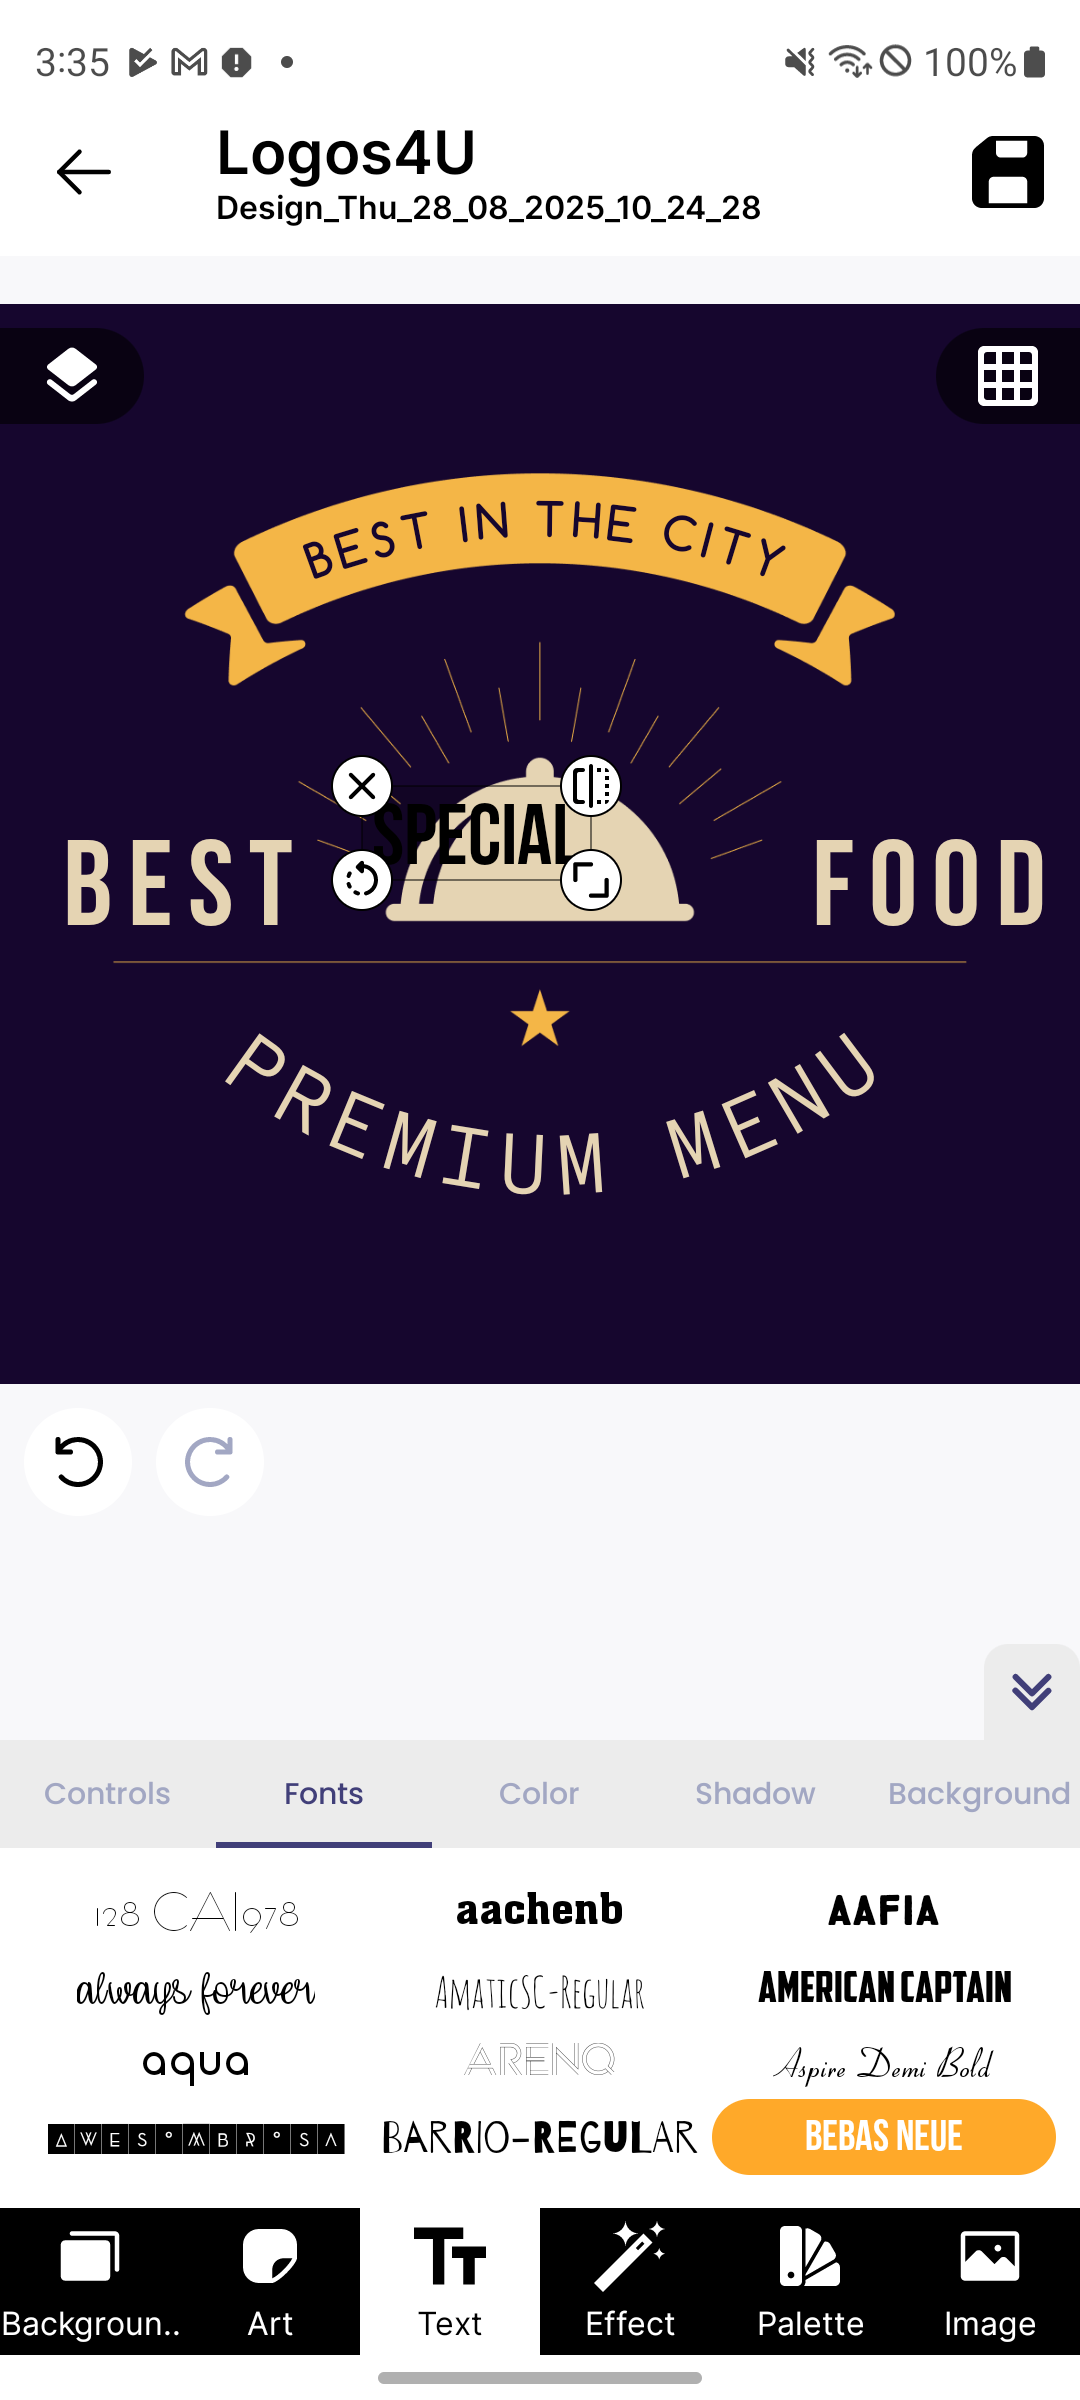 3:35
100%
Logos4U
Design_Thu_28_08_2025_10_24_28
BEST IN THE CITY
SPECIAL
BEST
FOOD
PREMIUM MENU
Controls
Fonts
Color
Shadow
Background
128 CAI978
aachenb
AAFIA
always forever
AmaticSC-Regular
AMERICAN CAPTAIN
aqua
ARENQ
Aspire Demi Bold
AWESOMBROSA
BARRIO-REGULAR
BEBAS NEUE
Backgroun..
Art
Text
Effect
Palette
Image